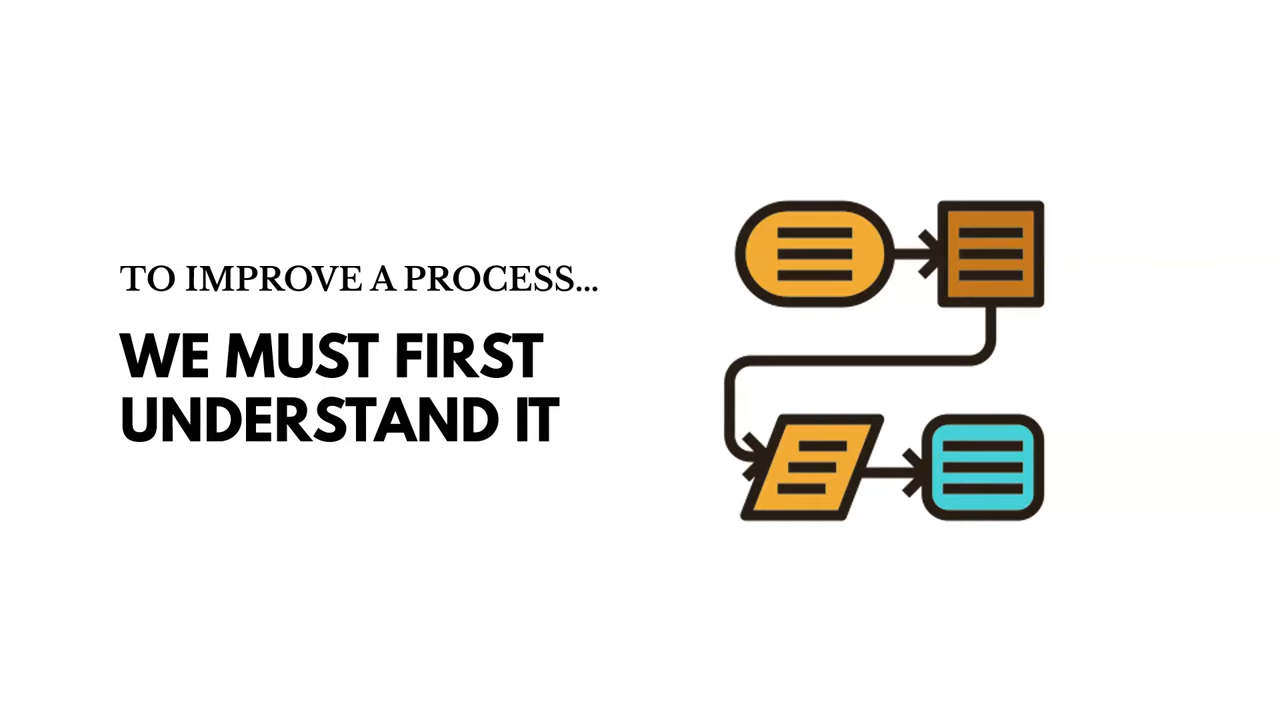 TO IMPROVE A PROCESS...
WE MUST FIRST
UNDERSTAND IT